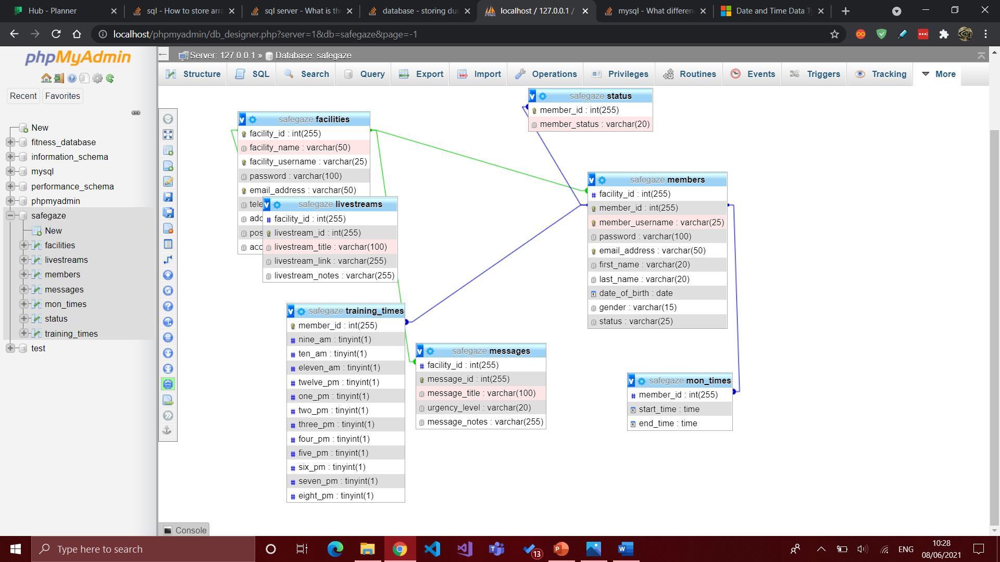 Hub - Planner
sql - How to store arra
sql server - What is the
database - storing dur
localhost / 127.0.0.1 /
mysql - What differen
Date and Time Data Ty
localhost/phpmyadmin/db_designer.php?server=1&db=safegaze&page=-1
phpMyAdmin
Recent
Favorites
New
fitness_database
information_schema
mysql
performance_schema
phpmyadmin
safegaze
New
facilities
livestreams
members
messages
mon_times
status
training_times
test
Server: 127.0.0.1 » Database: safegaze
Structure
SQL
Search
Query
Export
Import
Operations
Privileges
Routines
Events
Triggers
Tracking
More
safegaze status
member_id : int(255)
member_status : varchar(20)
safegaze facilities
facility_id : int(255)
facility_name : varchar(50)
facility_username : varchar(25)
password : varchar(100)
email_address : varchar(50)
tele
add
pos
acc
safegaze livestreams
facility_id : int(255)
livestream_id : int(255)
livestream_title : varchar(100)
livestream_link : varchar(255)
livestream_notes : varchar(255)
safegaze members
facility_id : int(255)
member_id : int(255)
member_username : varchar(25)
password : varchar(100)
email_address : varchar(50)
first_name : varchar(20)
last_name : varchar(20)
date_of_birth : date
gender : varchar(15)
status : varchar(25)
safegaze training_times
member_id : int(255)
nine_am : tinyint(1)
ten_am : tinyint(1)
eleven_am : tinyint(1)
twelve_pm : tinyint(1)
one_pm : tinyint(1)
two_pm : tinyint(1)
three_pm : tinyint(1)
four_pm : tinyint(1)
five_pm : tinyint(1)
six_pm : tinyint(1)
seven_pm : tinyint(1)
eight_pm : tinyint(1)
safegaze messages
facility_id : int(255)
message_id : int(255)
message_title : varchar(100)
urgency_level : varchar(20)
message_notes : varchar(255)
safegaze mon_times
member_id : int(255)
start_time : time
end_time : time
Console
Type here to search
13
ENG
10:28
08/06/2021